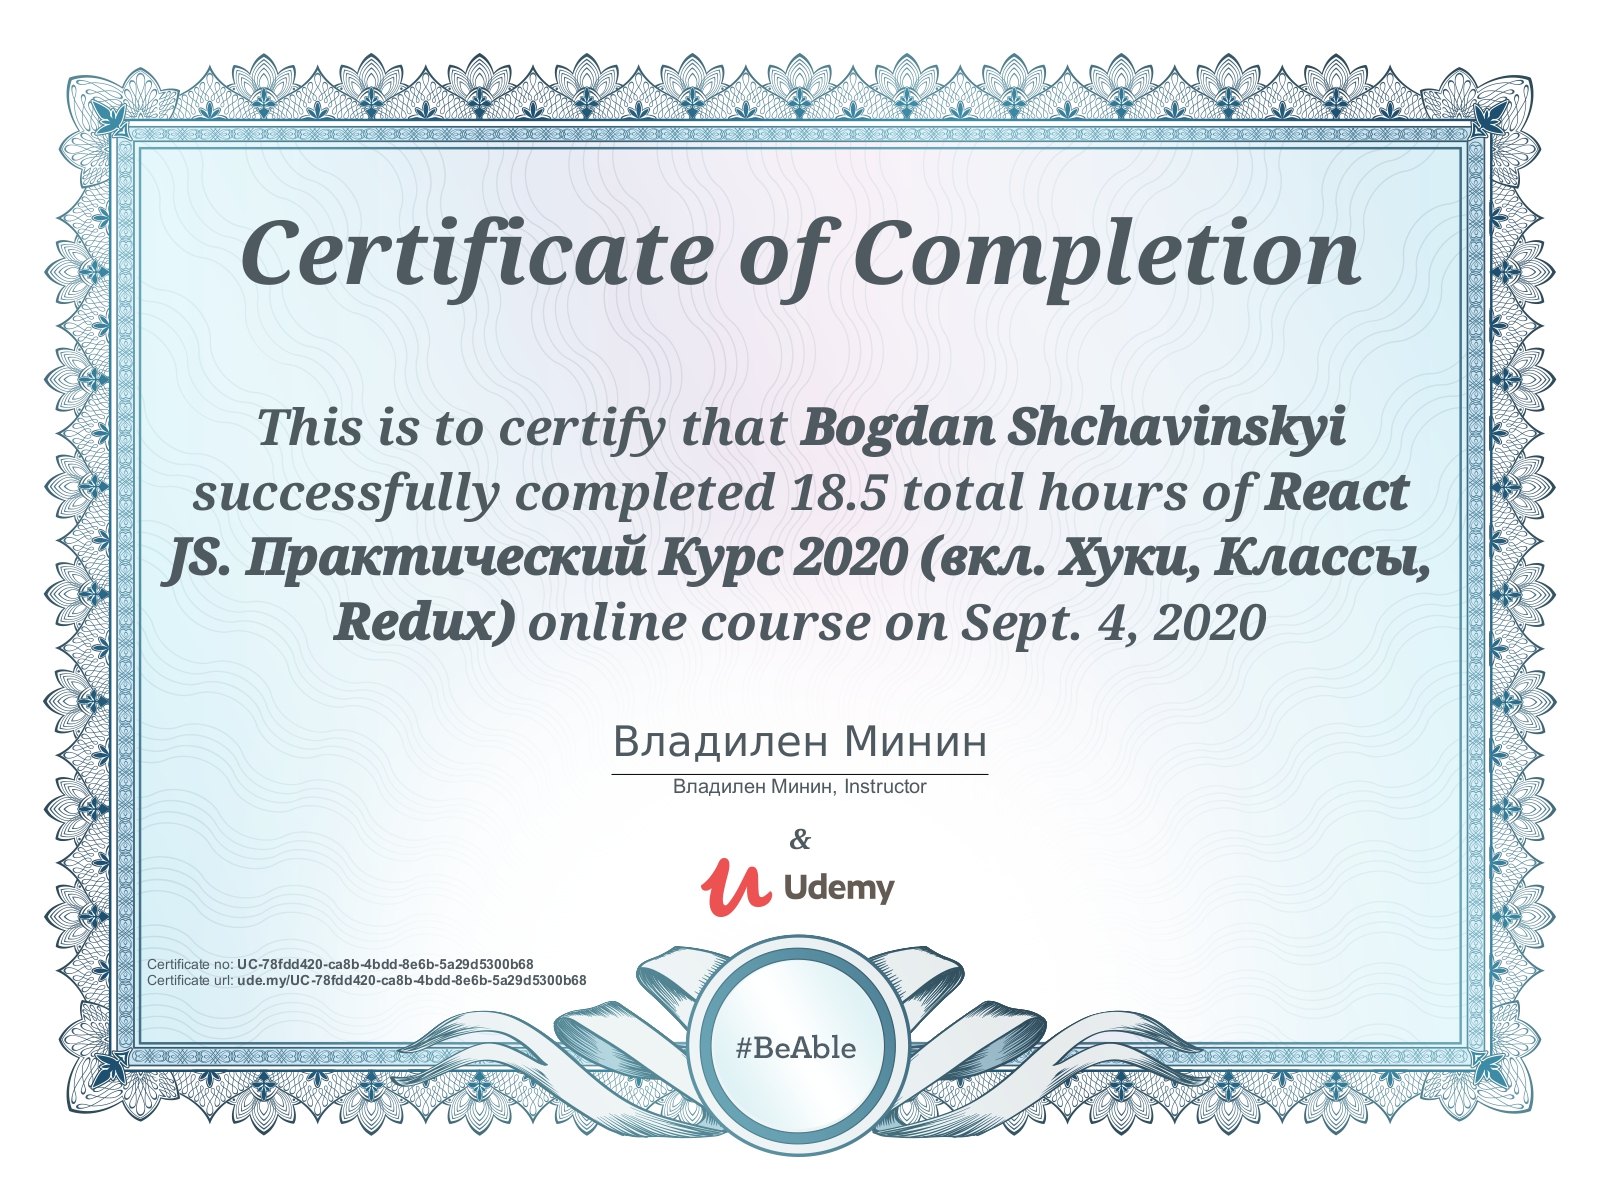 Certificate of Completion
This is to certify that Bogdan Shchavinskyi
successfully completed 18.5 total hours of React
JS. Практический Курс 2020 (вкл. Хуки, Классы,
Redux) online course on Sept. 4, 2020
Владилен Минин
Владилен Минин, Instructor
&
Udemy
Certificate no: UC-78fdd420-ca8b-4bdd-8e6b-5a29d5300b68
Certificate url: ude.my/UC-78fdd420-ca8b-4bdd-8e6b-5a29d5300b68
#BeAble